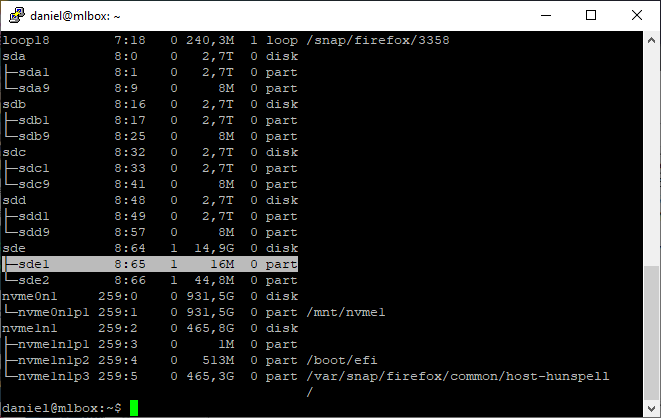 daniel@mlbox: ~
loop18 7:18 0 240,3M 1 loop /snap/firefox/3358
sda 8:0 0 2,7T 0 disk
├─sda1 8:1 0 2,7T 0 part
└─sda9 8:9 0 8M 0 part
sdb 8:16 0 2,7T 0 disk
├─sdb1 8:17 0 2,7T 0 part
└─sdb9 8:25 0 8M 0 part
sdc 8:32 0 2,7T 0 disk
├─sdc1 8:33 0 2,7T 0 part
└─sdc9 8:41 0 8M 0 part
sdd 8:48 0 2,7T 0 disk
├─sdd1 8:49 0 2,7T 0 part
└─sdd9 8:57 0 8M 0 part
sde 8:64 1 14,9G 0 disk
├─sde1 8:65 1 16M 0 part
└─sde2 8:66 1 44,8M 0 part
nvme0n1 259:0 0 931,5G 0 disk
└─nvme0n1p1 259:1 0 931,5G 0 part /mnt/nvme1
nvme1n1 259:2 0 465,8G 0 disk
├─nvme1n1p1 259:3 0 1M 0 part
├─nvme1n1p2 259:4 0 513M 0 part /boot/efi
└─nvme1n1p3 259:5 0 465,3G 0 part /var/snap/firefox/common/host-hunspell
/
daniel@mlbox:~$